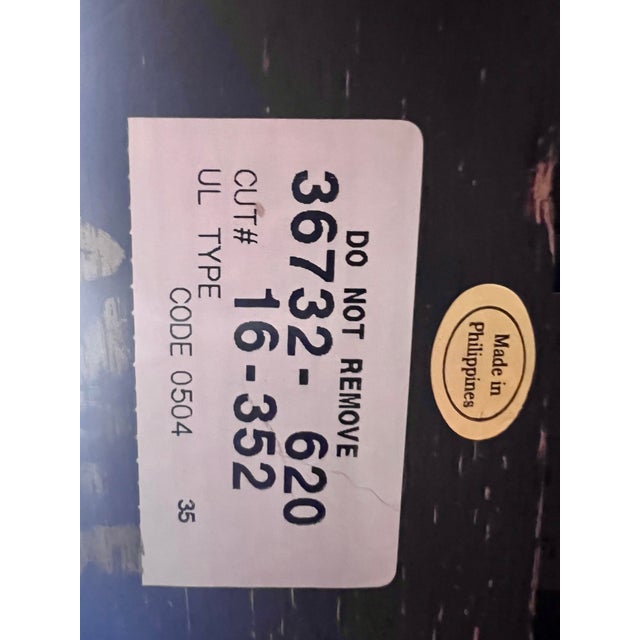 Made in
Philippines
DO NOT REMOVE
36732- 620
CUT# 16-352
UL TYPE
CODE 0504 35